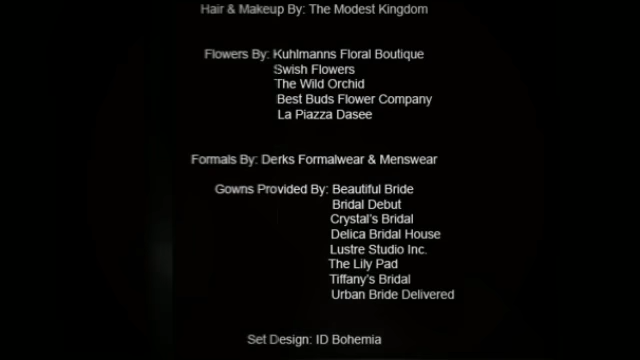 Hair & Makeup By: The Modest Kingdom
Flowers By: Kuhlmanns Floral Boutique
Swish Flowers
The Wild Orchid
Best Buds Flower Company
La Piazza Dasee
Formals By: Derks Formalwear & Menswear
Gowns Provided By: Beautiful Bride
Bridal Debut
Crystal's Bridal
Delica Bridal House
Lustre Studio Inc.
The Lily Pad
Tiffany's Bridal
Urban Bride Delivered
Set Design: ID Bohemia